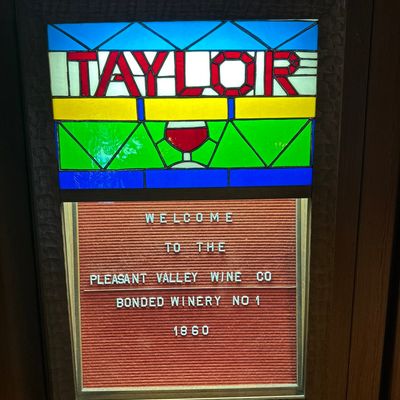 TAYLOR
WELCOME
TO THE
PLEASANT VALLEY WINE CO
BONDED WINERY NO 1
1860